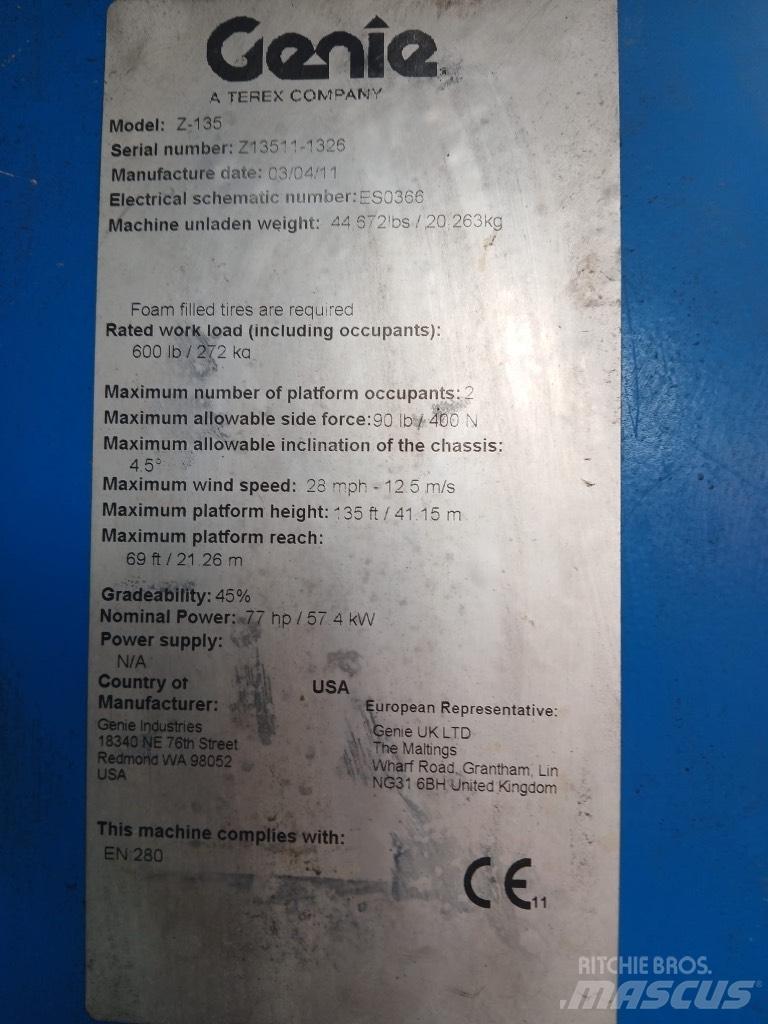 Genie
A TEREX COMPANY
Model: Z-135
Serial number: Z13511-1326
Manufacture date: 03/04/11
Electrical schematic number: ES0366
Machine unladen weight: 44,672lbs / 20,263kg
Foam filled tires are required
Rated work load (including occupants):
600 lb / 272 kg
Maximum number of platform occupants: 2
Maximum allowable side force: 90 lb / 400 N
Maximum allowable inclination of the chassis:
4.5°
Maximum wind speed: 28 mph - 12.5 m/s
Maximum platform height: 135 ft / 41.15 m
Maximum platform reach:
69 ft / 21.26 m
Gradeability: 45%
Nominal Power: 77 hp / 57.4 kW
Power supply:
N/A
Country of USA
Manufacturer:
Genie Industries
18340 NE 76th Street
Redmond WA 98052
USA
European Representative:
Genie UK LTD
The Maltings
Wharf Road, Grantham, Lin
NG31 6BH United Kingdom
This machine complies with:
EN 280
CE 11
RITCHIE BROS.
MASCUS